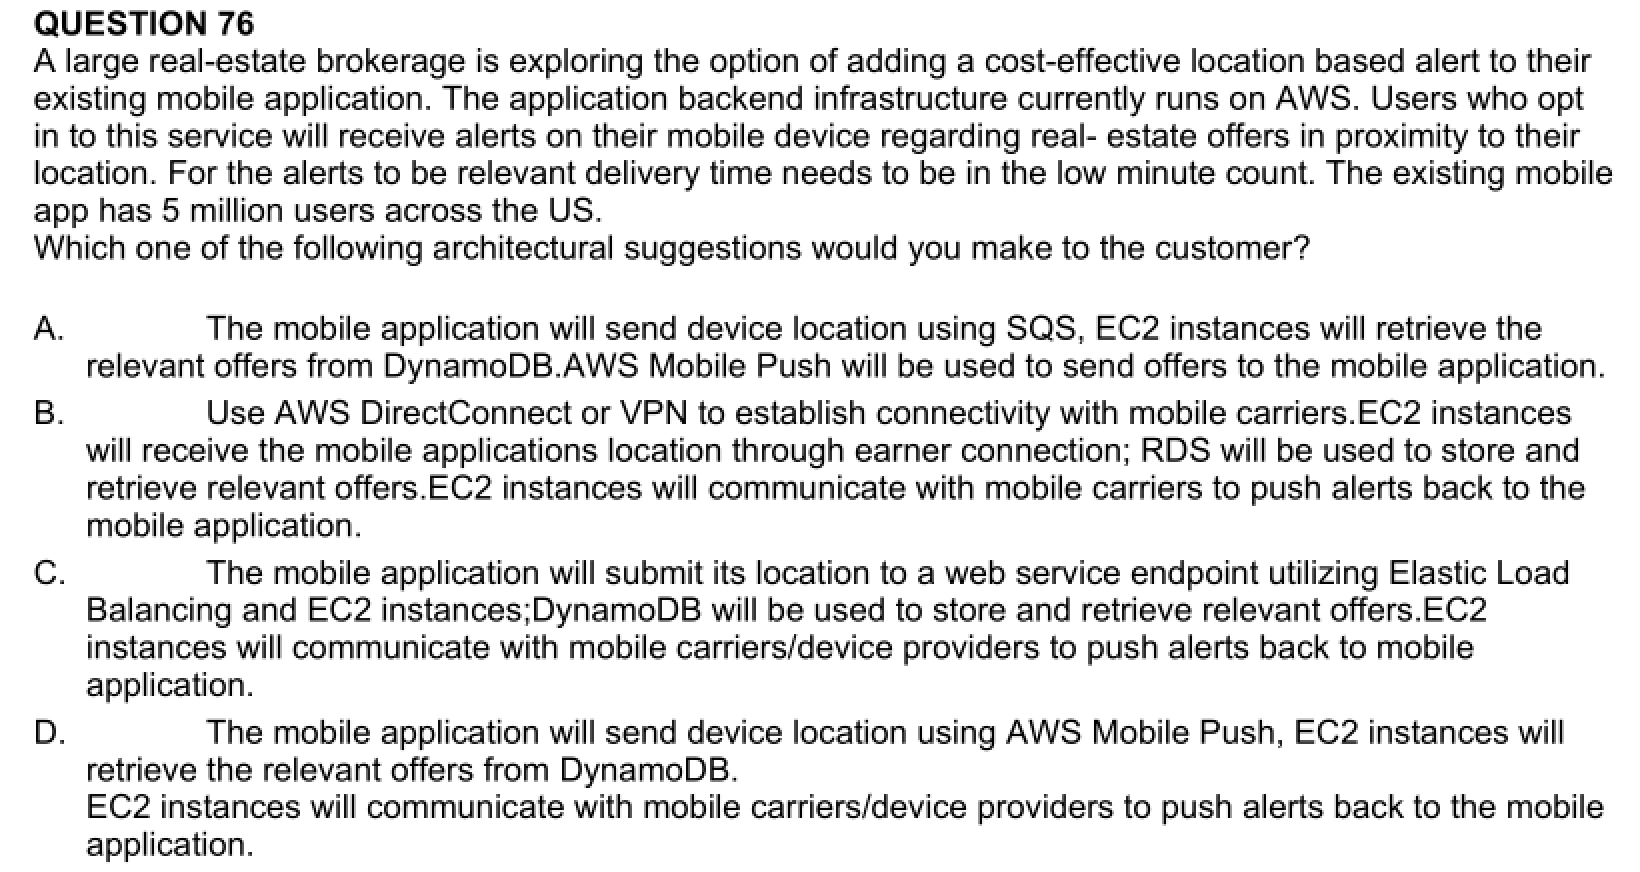 QUESTION 76
A large real-estate brokerage is exploring the option of adding a cost-effective location based alert to their
existing mobile application. The application backend infrastructure currently runs on AWS. Users who opt
in to this service will receive alerts on their mobile device regarding real- estate offers in proximity to their
location. For the alerts to be relevant delivery time needs to be in the low minute count. The existing mobile
app has 5 million users across the US.
Which one of the following architectural suggestions would you make to the customer?
A. The mobile application will send device location using SQS, EC2 instances will retrieve the
relevant offers from DynamoDB.AWS Mobile Push will be used to send offers to the mobile application.
B. Use AWS DirectConnect or VPN to establish connectivity with mobile carriers.EC2 instances
will receive the mobile applications location through earner connection; RDS will be used to store and
retrieve relevant offers.EC2 instances will communicate with mobile carriers to push alerts back to the
mobile application.
C. The mobile application will submit its location to a web service endpoint utilizing Elastic Load
Balancing and EC2 instances;DynamoDB will be used to store and retrieve relevant offers.EC2
instances will communicate with mobile carriers/device providers to push alerts back to mobile
application.
D. The mobile application will send device location using AWS Mobile Push, EC2 instances will
retrieve the relevant offers from DynamoDB.
EC2 instances will communicate with mobile carriers/device providers to push alerts back to the mobile
application.